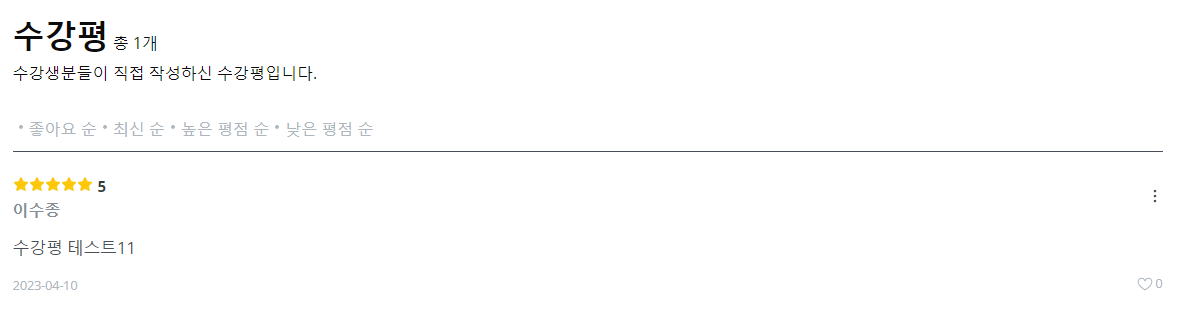 수강평 총 1개
수강생분들이 직접 작성하신 수강평입니다.
• 좋아요 순 • 최신 순 • 높은 평점 순 • 낮은 평점 순
5
이수종
수강평 테스트11
2023-04-10
0